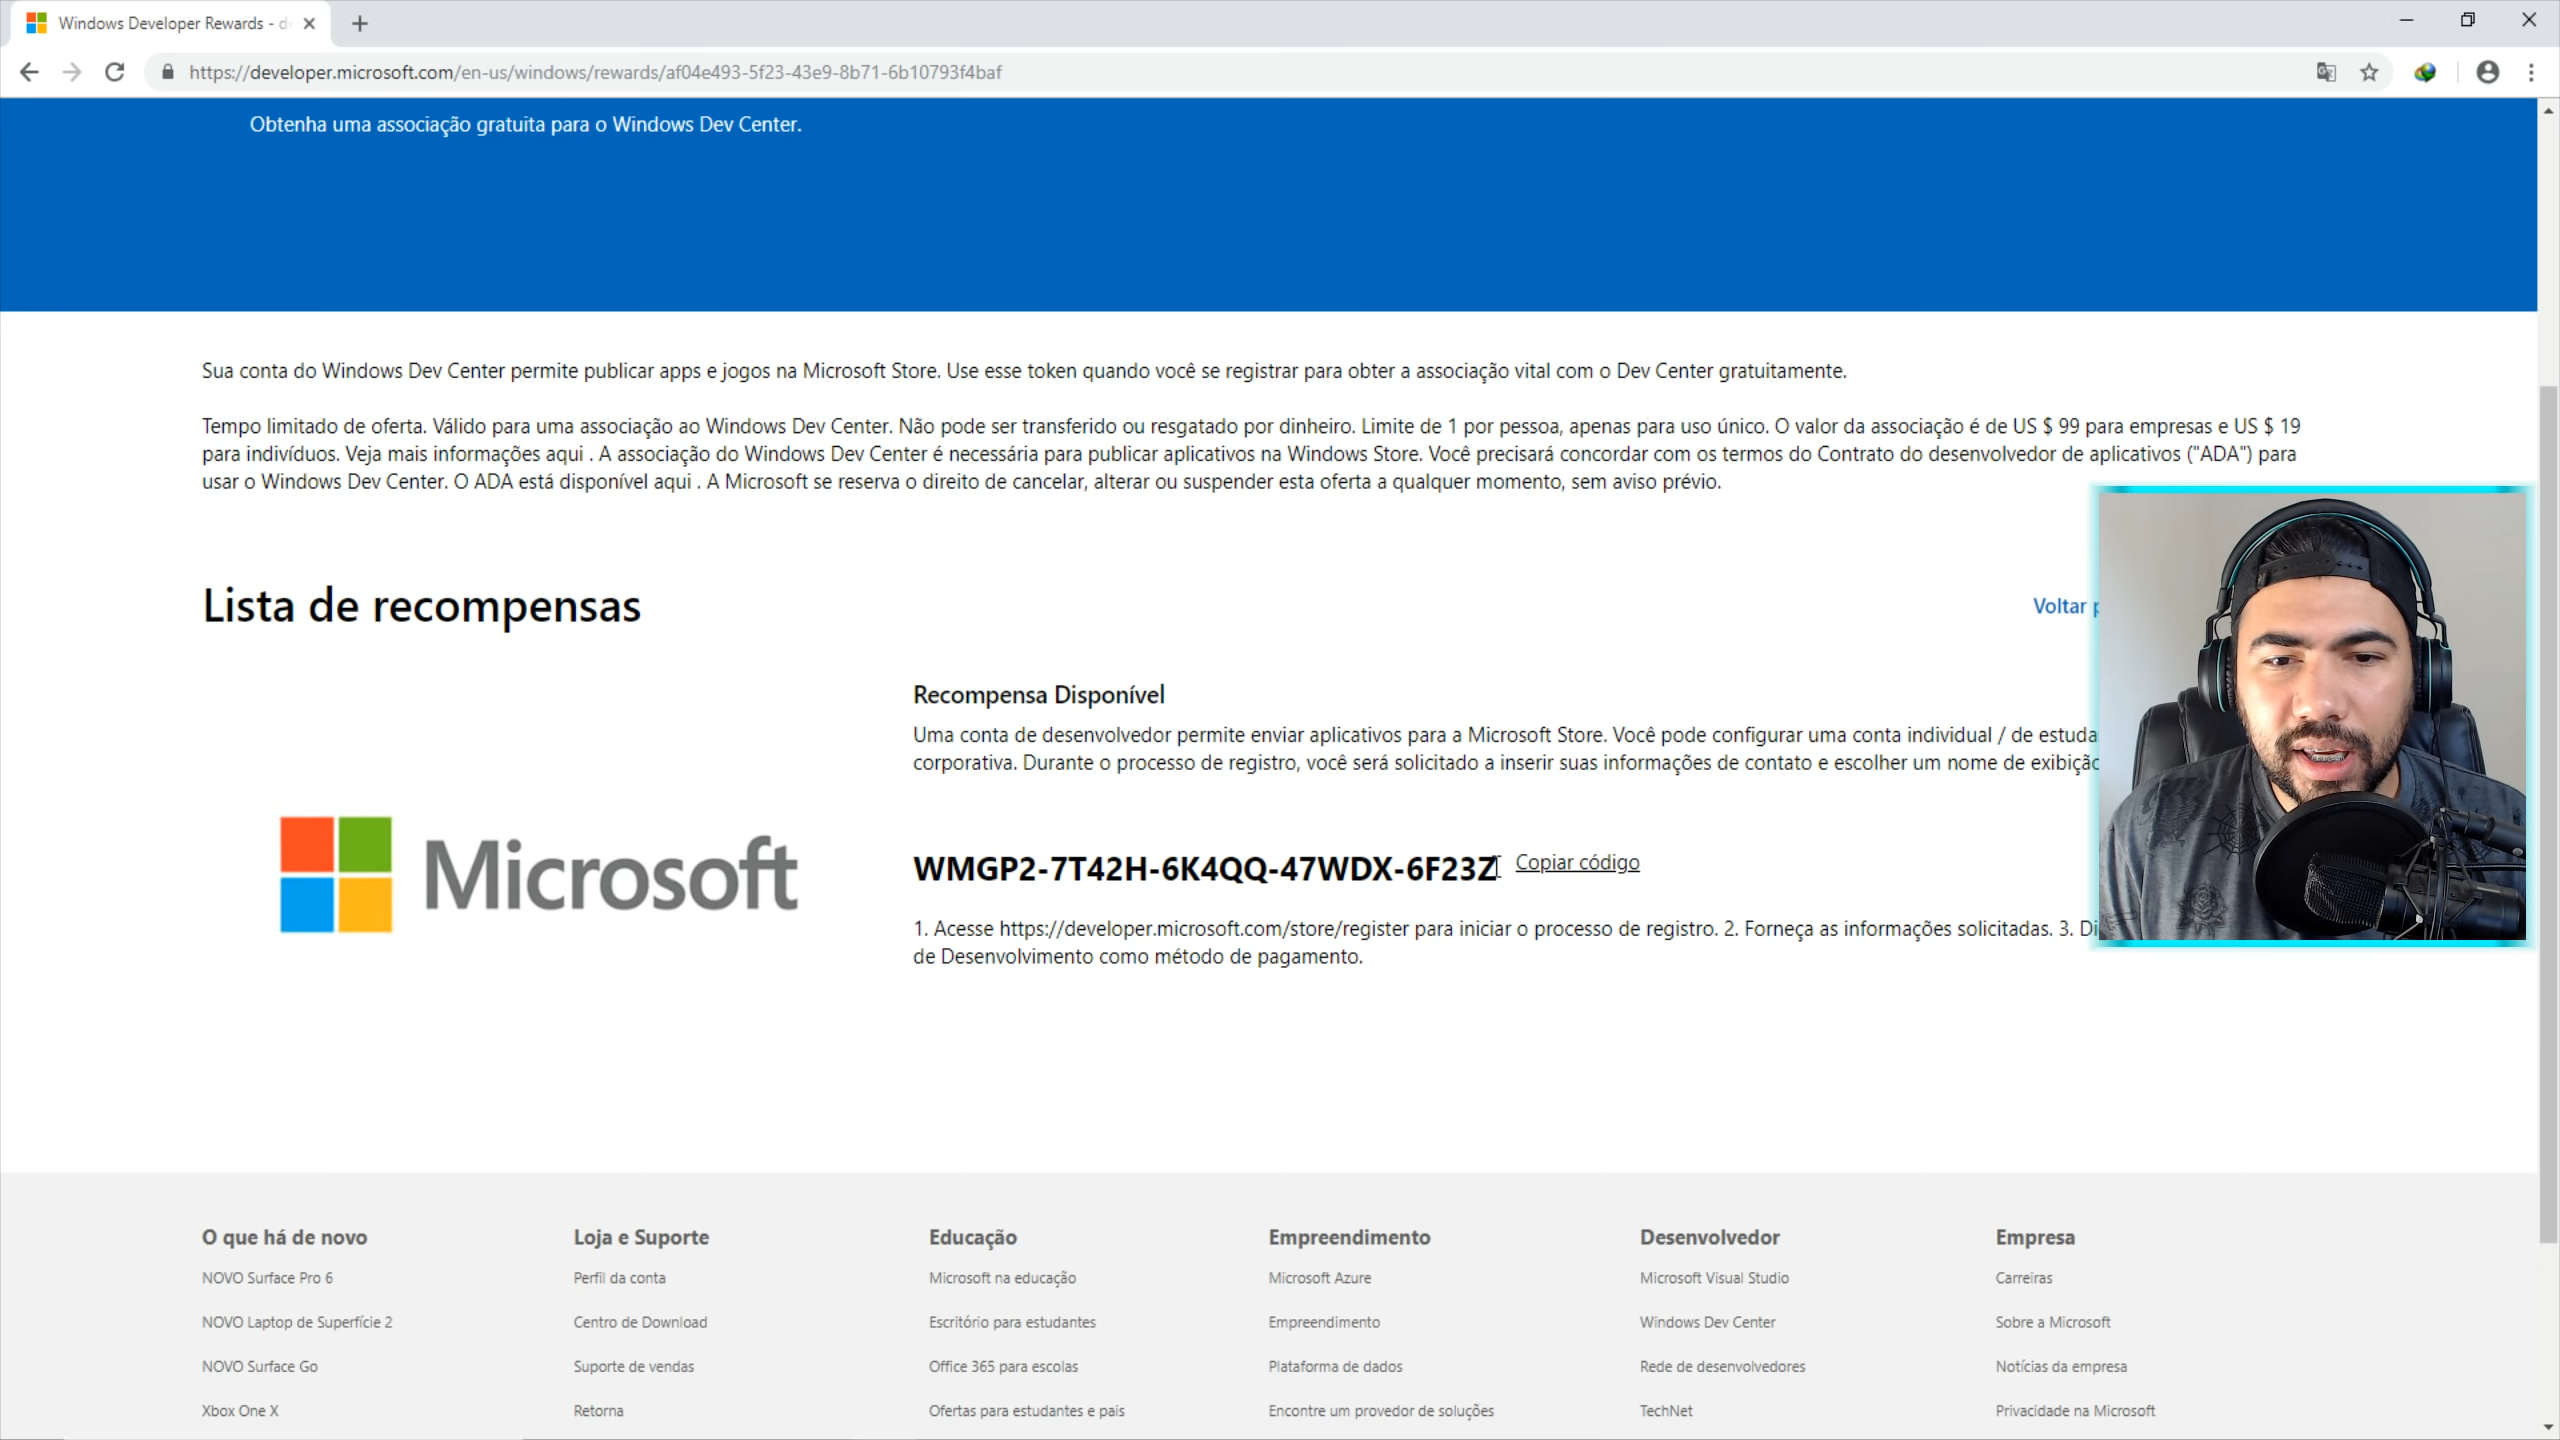 Windows Developer Rewards - d
https://developer.microsoft.com/en-us/windows/rewards/af04e493-5f23-43e9-8b71-6b10793f4baf
Obtenha uma associação gratuita para o Windows Dev Center.
Sua conta do Windows Dev Center permite publicar apps e jogos na Microsoft Store. Use esse token quando você se registrar para obter a associação vital com o Dev Center gratuitamente.
Tempo limitado de oferta. Válido para uma associação ao Windows Dev Center. Não pode ser transferido ou resgatado por dinheiro. Limite de 1 por pessoa, apenas para uso único. O valor da associação é de US $ 99 para empresas e US $ 19
para indivíduos. Veja mais informações aqui . A associação do Windows Dev Center é necessária para publicar aplicativos na Windows Store. Você precisará concordar com os termos do Contrato do desenvolvedor de aplicativos ("ADA") para
usar o Windows Dev Center. O ADA está disponível aqui . A Microsoft se reserva o direito de cancelar, alterar ou suspender esta oferta a qualquer momento, sem aviso prévio.
Lista de recompensas
Voltar p
Recompensa Disponível
Uma conta de desenvolvedor permite enviar aplicativos para a Microsoft Store. Você pode configurar uma conta individual / de estuda
corporativa. Durante o processo de registro, você será solicitado a inserir suas informações de contato e escolher um nome de exibição
Microsoft
WMGP2-7T42H-6K4QQ-47WDX-6F23Z Copiar código
1. Acesse https://developer.microsoft.com/store/register para iniciar o processo de registro. 2. Forneça as informações solicitadas. 3. Di
de Desenvolvimento como método de pagamento.
O que há de novo
NOVO Surface Pro 6
NOVO Laptop de Superfície 2
NOVO Surface Go
Xbox One X
Loja e Suporte
Perfil da conta
Centro de Download
Suporte de vendas
Retorna
Educação
Microsoft na educação
Escritório para estudantes
Office 365 para escolas
Ofertas para estudantes e pais
Empreendimento
Microsoft Azure
Empreendimento
Plataforma de dados
Encontre um provedor de soluções
Desenvolvedor
Microsoft Visual Studio
Windows Dev Center
Rede de desenvolvedores
TechNet
Empresa
Carreiras
Sobre a Microsoft
Notícias da empresa
Privacidade na Microsoft